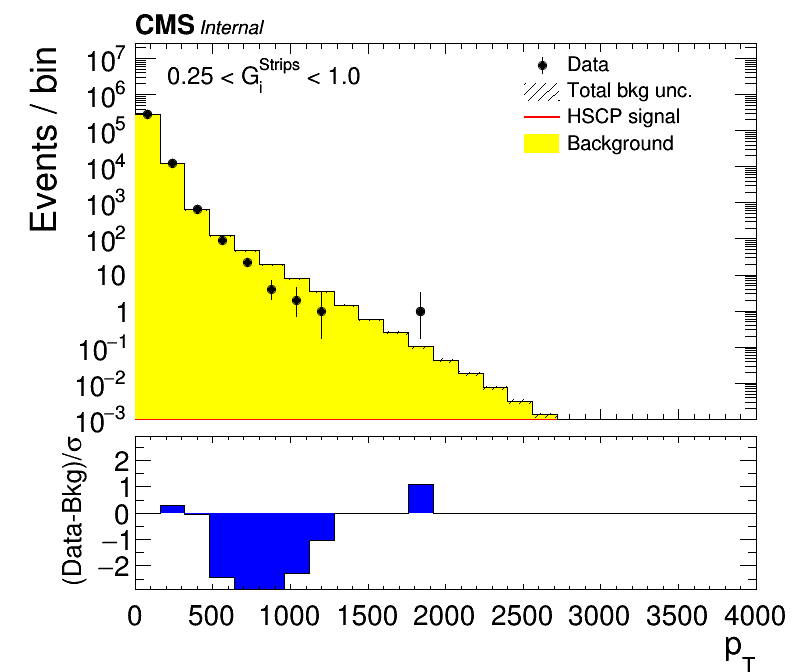 CMS Internal
Events / bin
10^7
10^6
10^5
10^4
10^3
10^2
10
1
10^−1
10^−2
10^−3
0.25 < G_i^Strips < 1.0
Data
Total bkg unc.
HSCP signal
Background
(Data-Bkg)/σ
2
1
0
−1
−2
0 500 1000 1500 2000 2500 3000 3500 4000
p_T